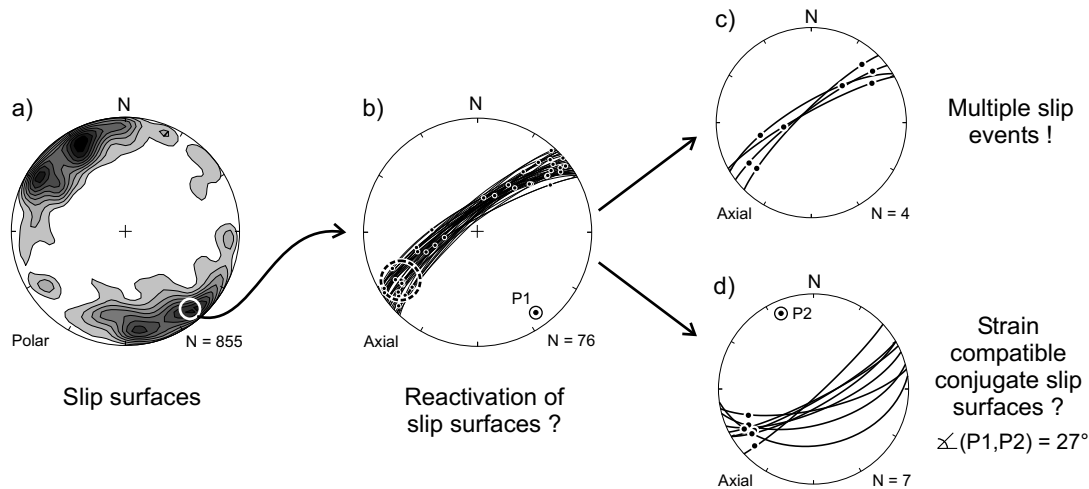 a)
N
Polar
N = 855
Slip surfaces
b)
N
P1
Axial
N = 76
Reactivation of
slip surfaces ?
c)
N
Axial
N = 4
Multiple slip
events !
d)
N
P2
Axial
N = 7
Strain
compatible
conjugate slip
surfaces ?
∡(P1,P2) = 27°